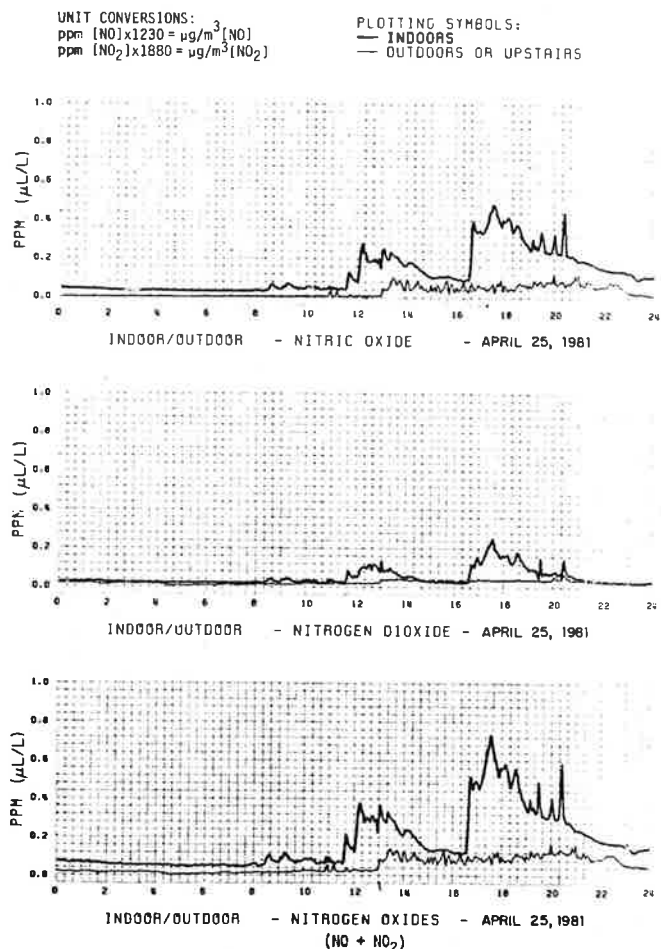 UNIT CONVERSIONS:
ppm [NO]x1230 = µg/m³[NO]
ppm [NO₂]x1880 = µg/m³[NO₂]
PLOTTING SYMBOLS:
INDOORS
OUTDOORS OR UPSTAIRS
1.0
0.8
0.6
0.4
0.2
0.0
PPM (µL/L)
0 2 4 6 8 10 12 14 16 18 20 22 24
INDOOR/OUTDOOR - NITRIC OXIDE - APRIL 25, 1981
1.0
0.8
0.6
0.4
0.2
0.0
PPM (µL/L)
0 2 4 6 8 10 12 14 16 18 20 22 24
INDOOR/OUTDOOR - NITROGEN DIOXIDE - APRIL 25, 1981
1.0
0.8
0.6
0.4
0.2
0.0
PPM (µL/L)
0 2 4 6 8 10 12 14 16 18 20 22 24
INDOOR/OUTDOOR - NITROGEN OXIDES - APRIL 25, 1981
(NO + NO₂)